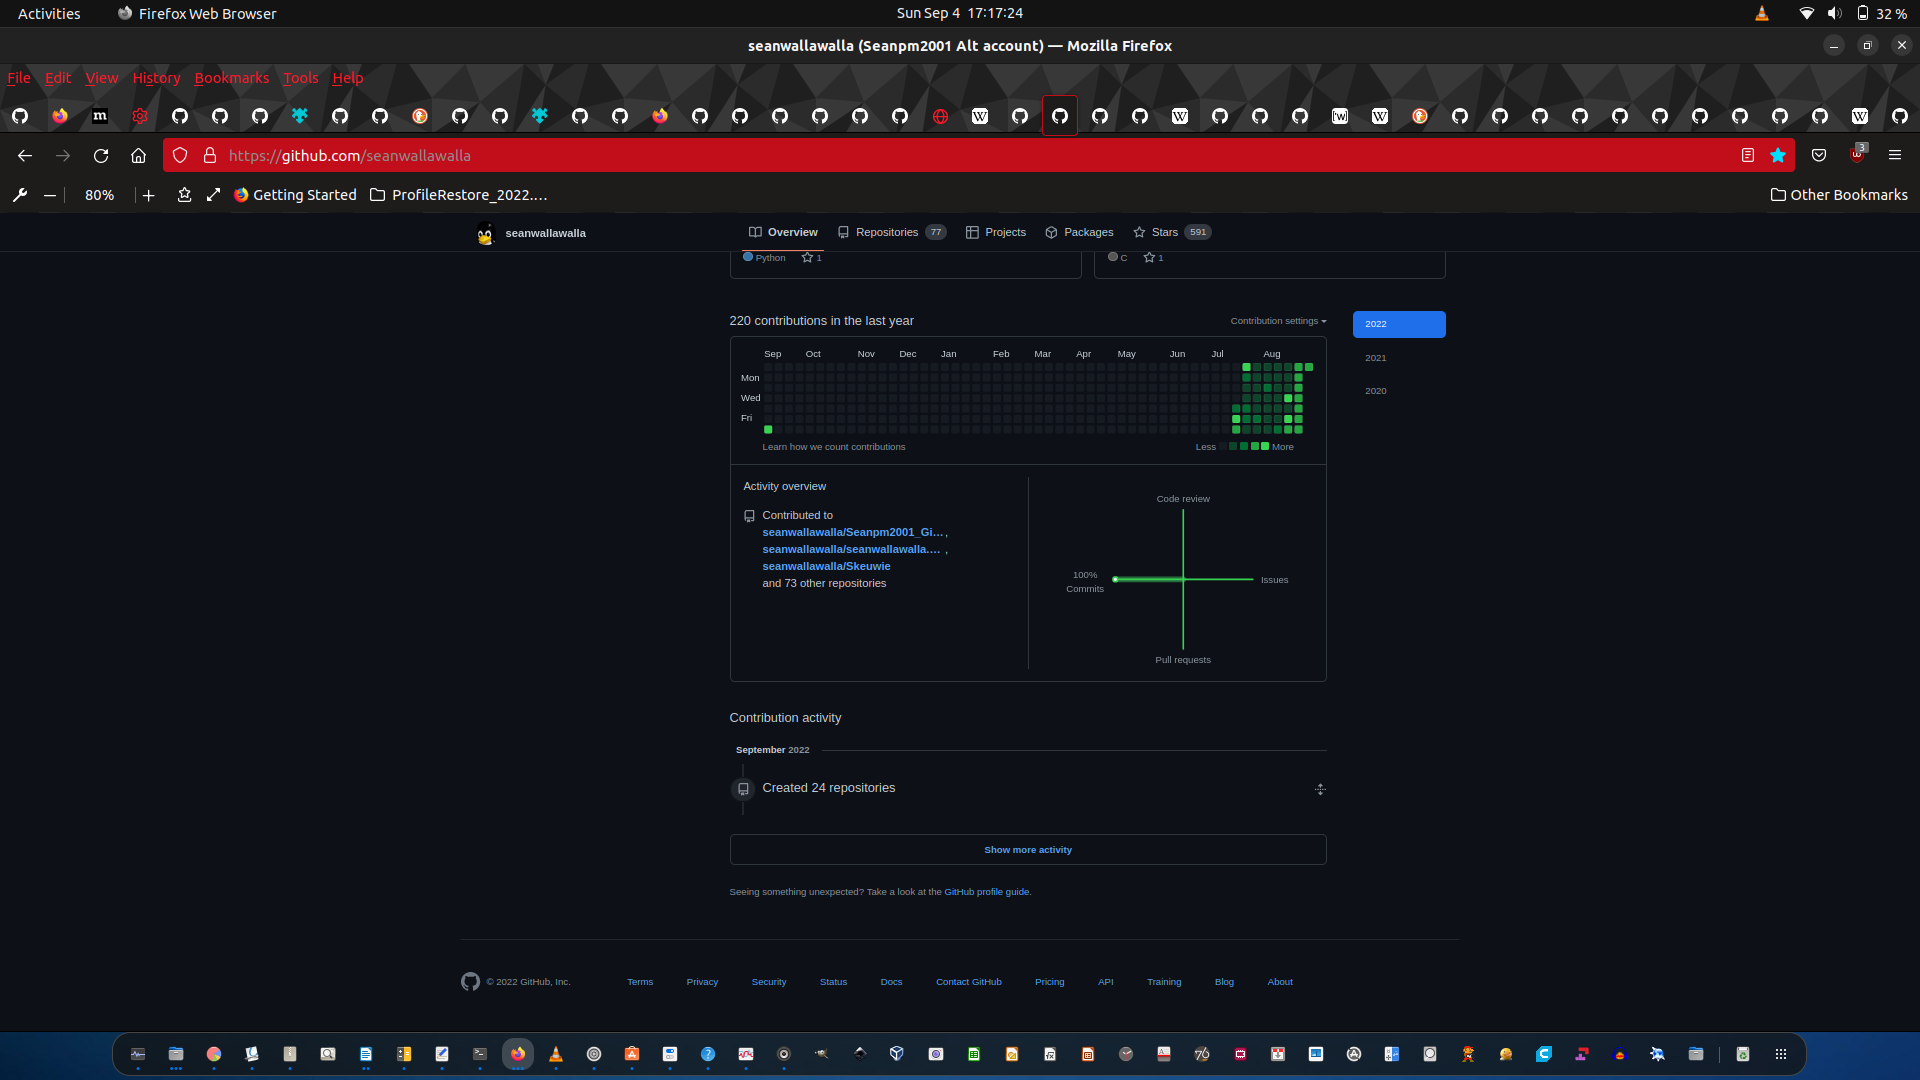 Activities Firefox Web Browser Sun Sep 4 17:17:24 32 %
seanwallawalla (Seanpm2001 Alt account) — Mozilla Firefox
File Edit View History Bookmarks Tools Help
https://github.com/seanwallawalla 3
80% Getting Started ProfileRestore_2022.... Other Bookmarks
seanwallawalla Overview Repositories 77 Projects Packages Stars 591
Python 1 C 1
220 contributions in the last year Contribution settings 2022
2021
2020
Sep Oct Nov Dec Jan Feb Mar Apr May Jun Jul Aug
Mon
Wed
Fri
Learn how we count contributions Less More
Activity overview
Contributed to
seanwallawalla/Seanpm2001_Gi... ,
seanwallawalla/seanwallawalla.... ,
seanwallawalla/Skeuwie
and 73 other repositories
Code review
100%
Commits
Issues
Pull requests
Contribution activity
September 2022
Created 24 repositories
Show more activity
Seeing something unexpected? Take a look at the GitHub profile guide.
© 2022 GitHub, Inc. Terms Privacy Security Status Docs Contact GitHub Pricing API Training Blog About